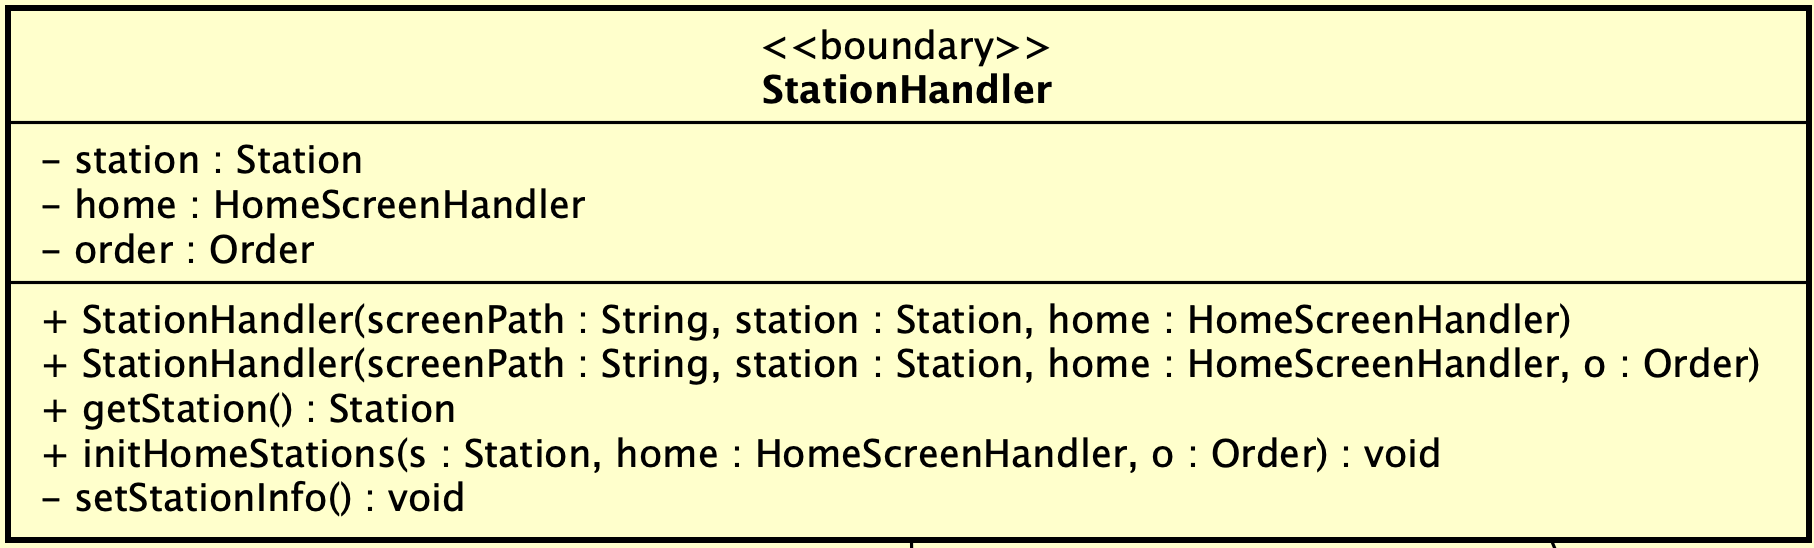 <<boundary>>
StationHandler
– station : Station
– home : HomeScreenHandler
– order : Order
+ StationHandler(screenPath : String, station : Station, home : HomeScreenHandler)
+ StationHandler(screenPath : String, station : Station, home : HomeScreenHandler, o : Order)
+ getStation() : Station
+ initHomeStations(s : Station, home : HomeScreenHandler, o : Order) : void
– setStationInfo() : void